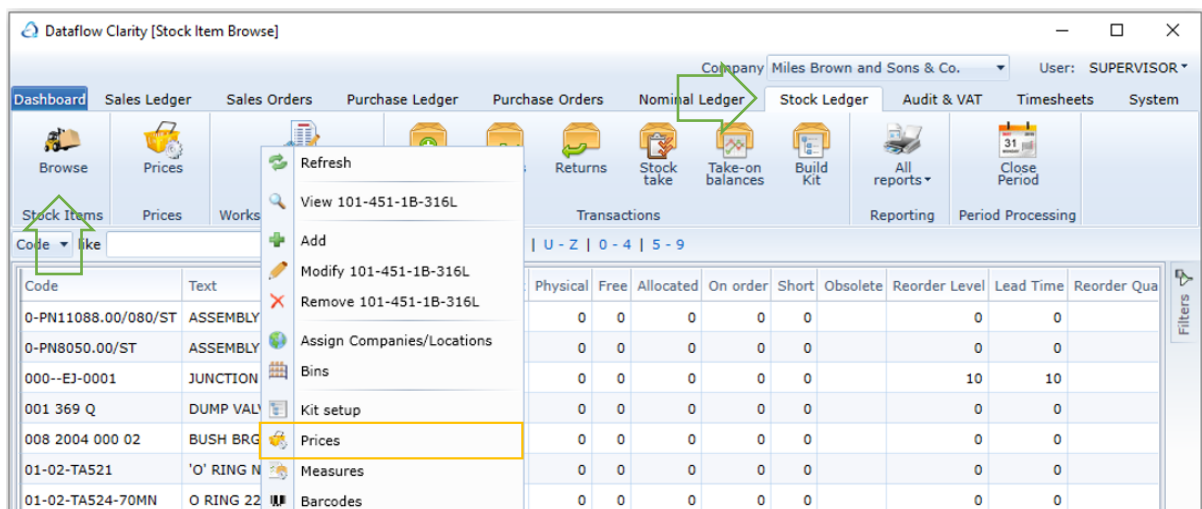 Dataflow Clarity [Stock Item Browse]
Company Miles Brown and Sons & Co. User: SUPERVISOR
Dashboard Sales Ledger Sales Orders Purchase Ledger Purchase Orders Nominal Ledger Stock Ledger Audit & VAT Timesheets System
Browse Prices Returns Stock take Take-on balances Build Kit All reports Close Period
Stock Items Prices Works Transactions Reporting Period Processing
Code like | U - Z | 0 - 4 | 5 - 9
Refresh
View 101-451-1B-316L
Add
Modify 101-451-1B-316L
Remove 101-451-1B-316L
Assign Companies/Locations
Bins
Kit setup
Prices
Measures
Barcodes
Code Text Physical Free Allocated On order Short Obsolete Reorder Level Lead Time Reorder Qua
0-PN11088.00/080/ST ASSEMBLY 0 0 0 0 0 0 0
0-PN8050.00/ST ASSEMBLY 0 0 0 0 0 0 0
000--EJ-0001 JUNCTION 0 0 0 0 0 10 10
001 369 Q DUMP VAL 0 0 0 0 0 0 0
008 2004 000 02 BUSH BRG 0 0 0 0 0 0 0
01-02-TA521 'O' RING N 0 0 0 0 0 0 0
01-02-TA524-70MN O RING 22 0 0 0 0 0 0 0
Filters